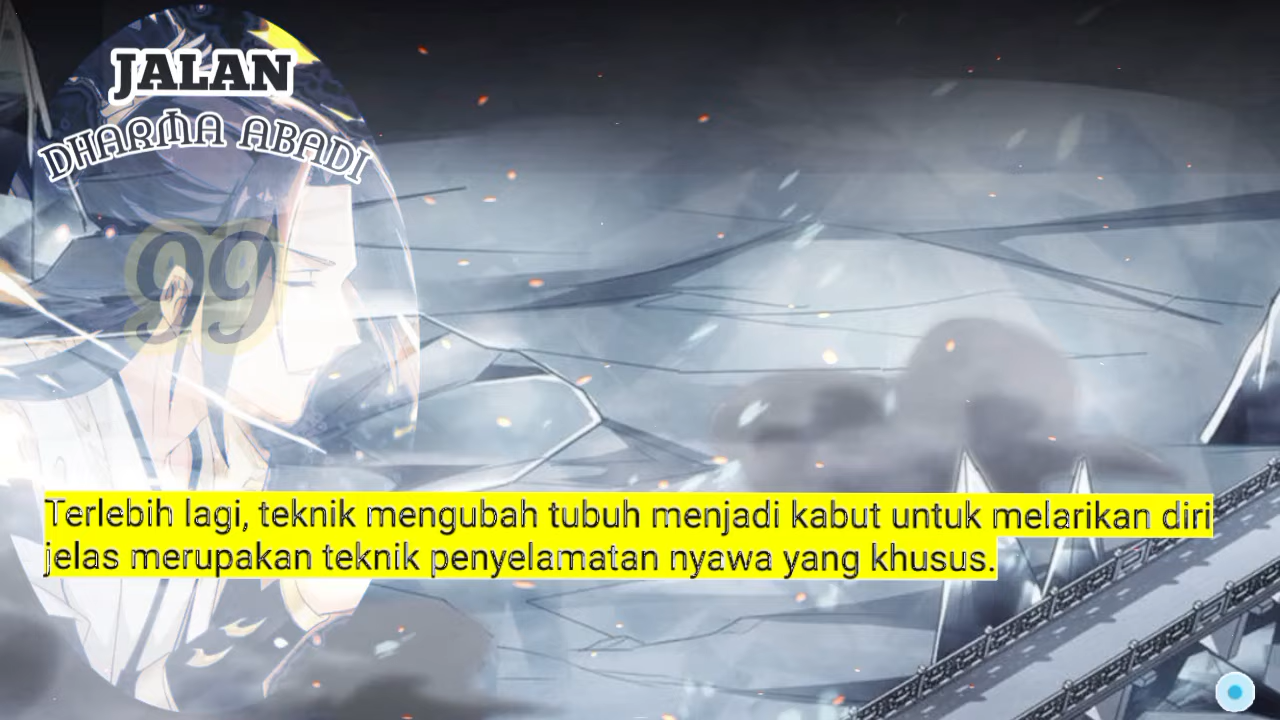 JALAN
DHARMA ABADI
99
Terlebih lagi, teknik mengubah tubuh menjadi kabut untuk melarikan diri
jelas merupakan teknik penyelamatan nyawa yang khusus.